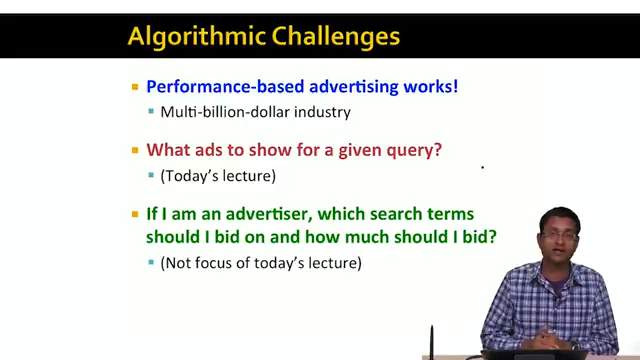 Algorithmic Challenges
Performance-based advertising works!
Multi-billion-dollar industry
What ads to show for a given query?
(Today's lecture)
If I am an advertiser, which search terms
should I bid on and how much should I bid?
(Not focus of today's lecture)